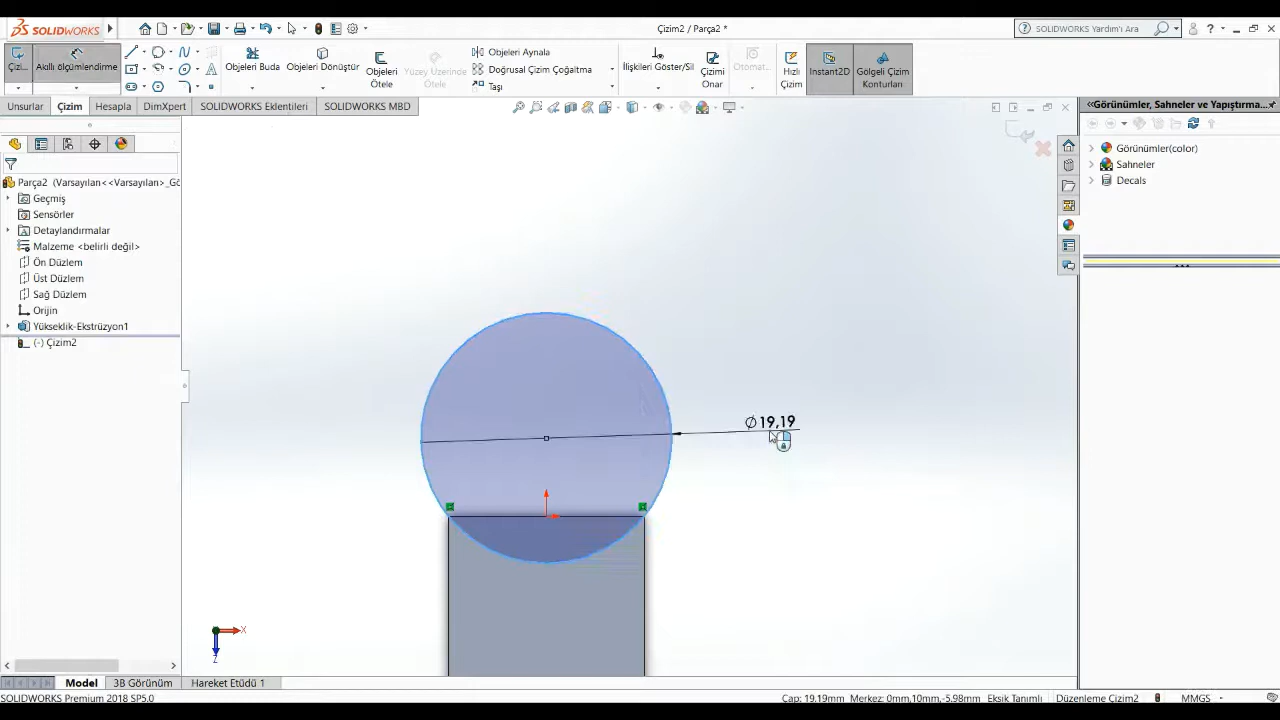 SOLIDWORKS
Çizim2 / Parça2 *
SOLIDWORKS Yardım'ı Ara
Çizi...
Akıllı ölçümlendirme
Objeleri Buda
Objeleri Dönüştür
Objeleri Ötele
Yüzey Üzerinde Ötele
Objeleri Aynala
Doğrusal Çizim Çoğaltma
Taşı
İlişkileri Göster/Sil
Çizimi Onar
Otomat...
Hızlı Çizim
Instant2D
Gölgeli Çizim Konturları
Unsurlar
Çizim
Hesapla
DimXpert
SOLIDWORKS Eklentileri
SOLIDWORKS MBD
<<Görünümler, Sahneler ve Yapıştırma...
Görünümler(color)
Sahneler
Decals
Parça2 (Varsayılan<<Varsayılan>_Gö
Geçmiş
Sensörler
Detaylandırmalar
Malzeme <belirli değil>
Ön Düzlem
Üst Düzlem
Sağ Düzlem
Orijin
Yükseklik-Ekstrüzyon1
(-) Çizim2
∅19,19
X
Z
Model
3B Görünüm
Hareket Etüdü 1
SOLIDWORKS Premium 2018 SP5.0
Çap: 19.19mm
Merkez: 0mm,10mm,-5.98mm
Eksik Tanımlı
Düzenleme Çizim2
MMGS